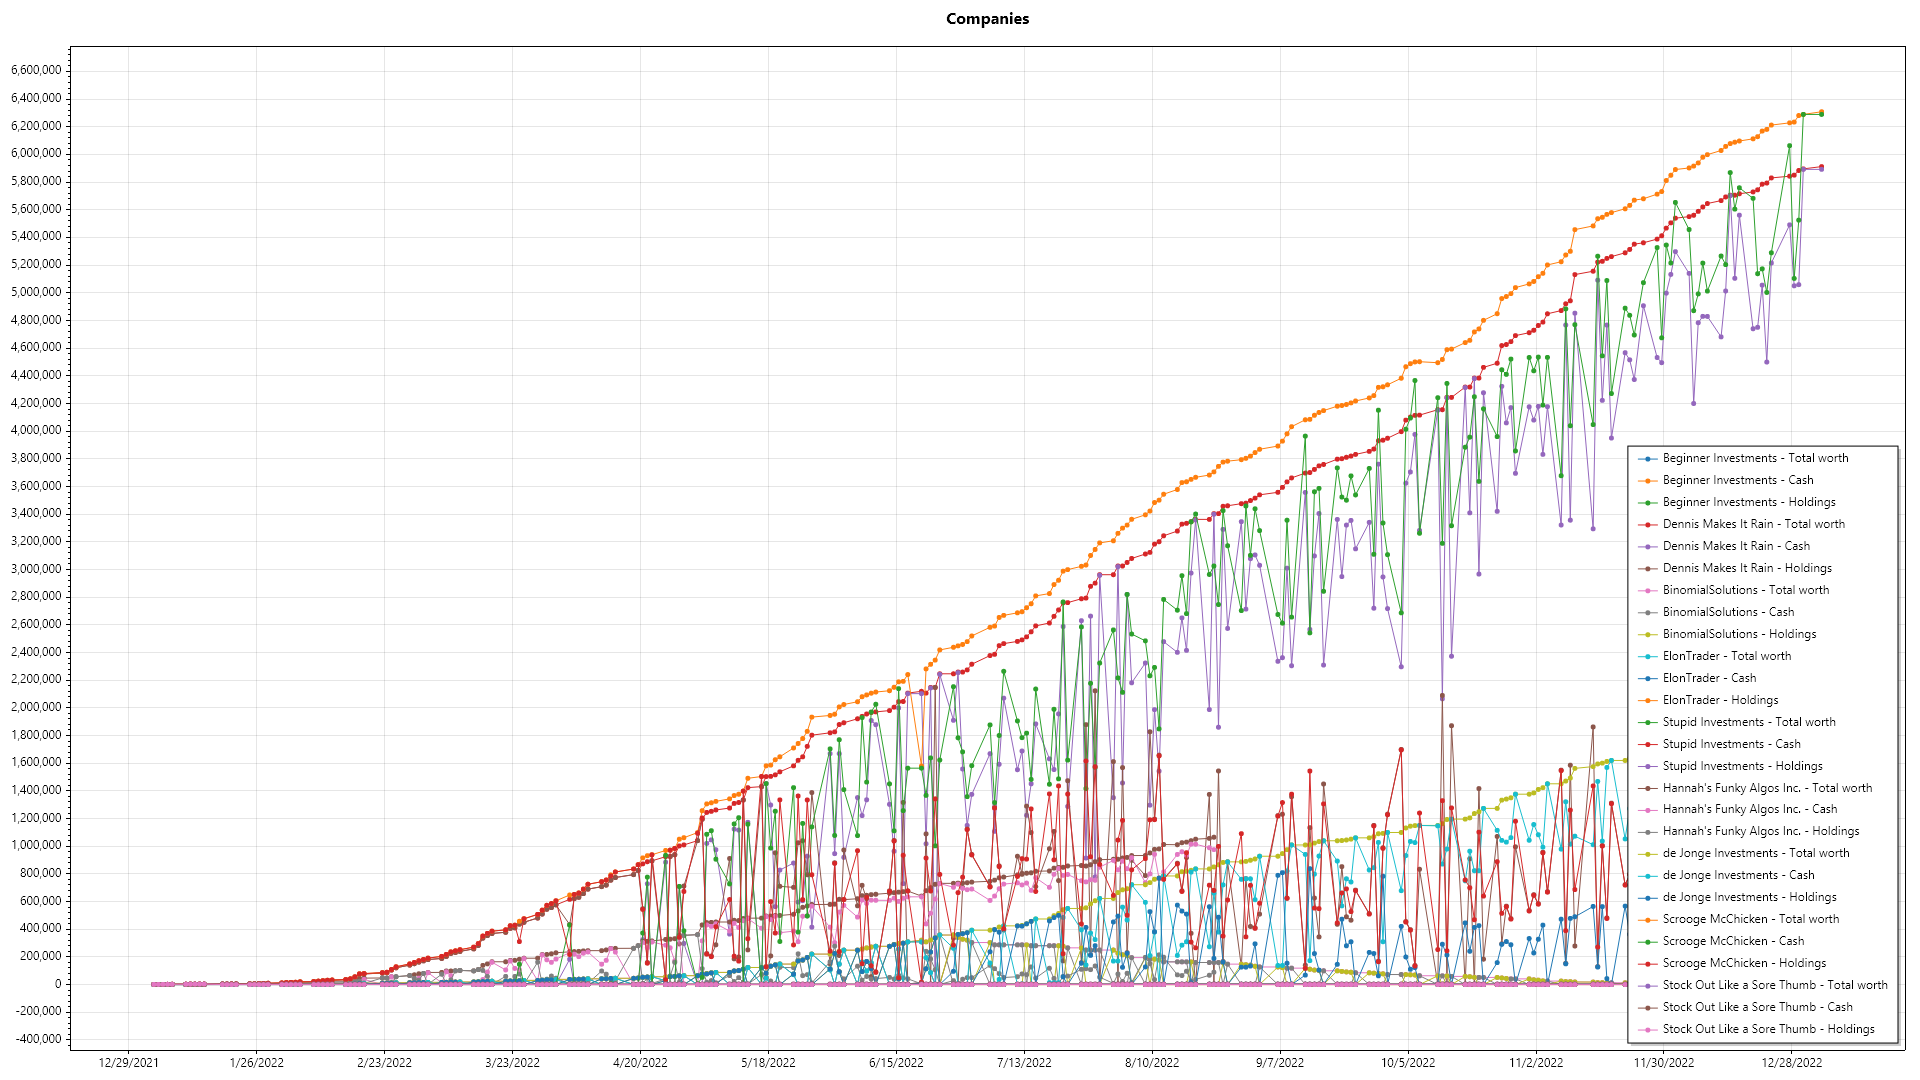 Companies
6,600,000
6,400,000
6,200,000
6,000,000
5,800,000
5,600,000
5,400,000
5,200,000
5,000,000
4,800,000
4,600,000
4,400,000
4,200,000
4,000,000
3,800,000
3,600,000
3,400,000
3,200,000
3,000,000
2,800,000
2,600,000
2,400,000
2,200,000
2,000,000
1,800,000
1,600,000
1,400,000
1,200,000
1,000,000
800,000
600,000
400,000
200,000
0
-200,000
-400,000
Beginner Investments - Total worth
Beginner Investments - Cash
Beginner Investments - Holdings
Dennis Makes It Rain - Total worth
Dennis Makes It Rain - Cash
Dennis Makes It Rain - Holdings
BinomialSolutions - Total worth
BinomialSolutions - Cash
BinomialSolutions - Holdings
ElonTrader - Total worth
ElonTrader - Cash
ElonTrader - Holdings
Stupid Investments - Total worth
Stupid Investments - Cash
Stupid Investments - Holdings
Hannah's Funky Algos Inc. - Total worth
Hannah's Funky Algos Inc. - Cash
Hannah's Funky Algos Inc. - Holdings
de Jonge Investments - Total worth
de Jonge Investments - Cash
de Jonge Investments - Holdings
Scrooge McChicken - Total worth
Scrooge McChicken - Cash
Scrooge McChicken - Holdings
Stock Out Like a Sore Thumb - Total worth
Stock Out Like a Sore Thumb - Cash
Stock Out Like a Sore Thumb - Holdings
12/29/2021 1/26/2022 2/23/2022 3/23/2022 4/20/2022 5/18/2022 6/15/2022 7/13/2022 8/10/2022 9/7/2022 10/5/2022 11/2/2022 11/30/2022 12/28/2022